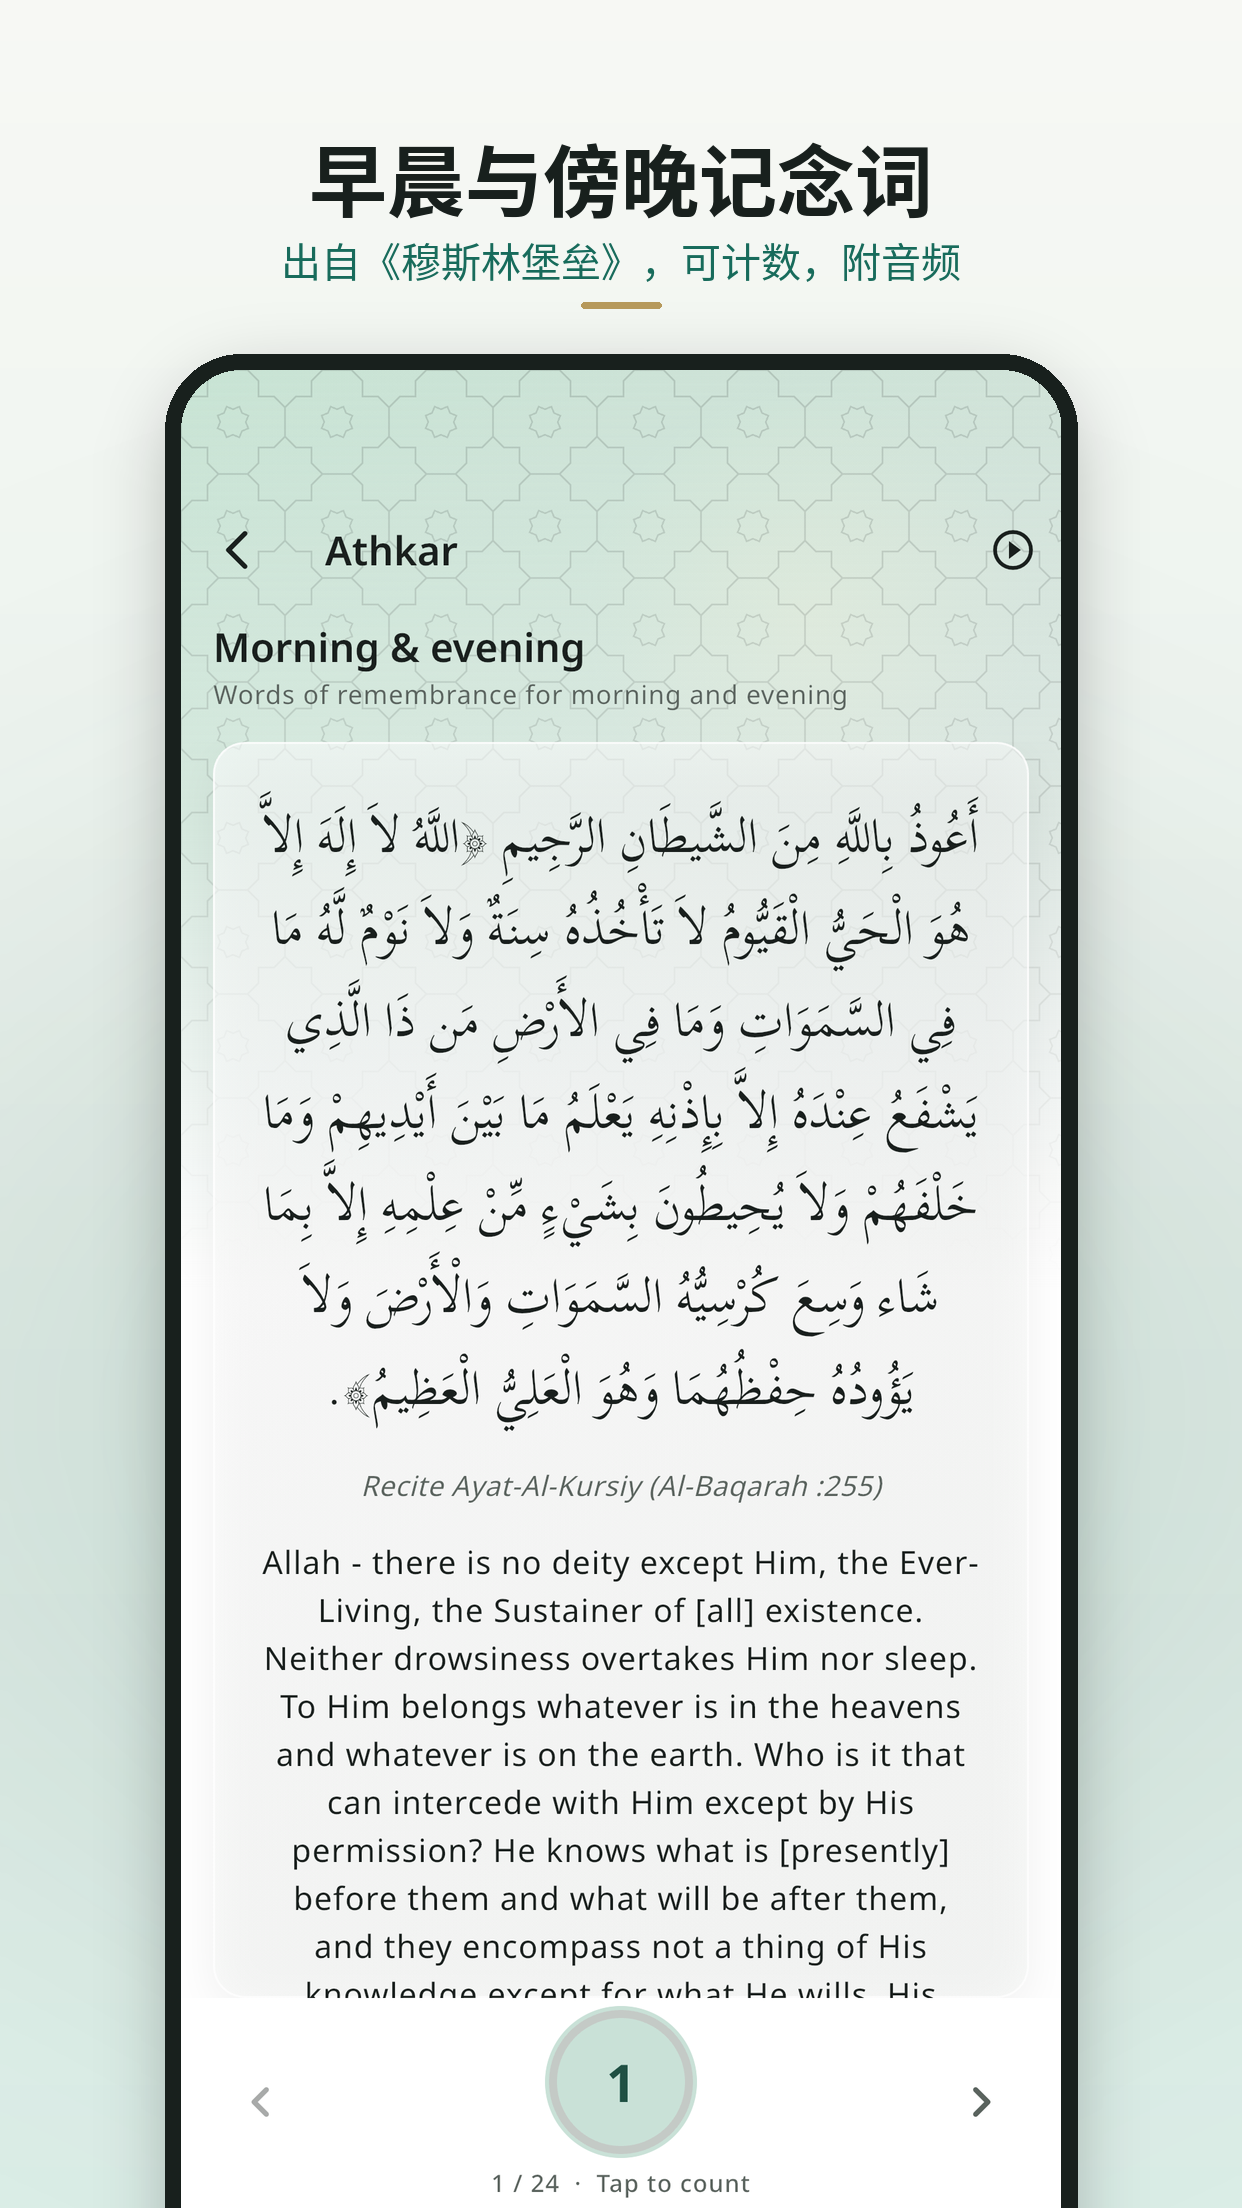 早晨与傍晚记念词
出自《穆斯林堡垒》，可计数，附音频
Athkar
Morning & evening
Words of remembrance for morning and evening
أَعُوذُ بِاللَّهِ مِنَ الشَّيطَانِ الرَّجِيمِ ﴿اللَّهُ لاَ إِلَهَ إِلاَّ
هُوَ الْحَيُّ الْقَيُّومُ لاَ تَأْخُذُهُ سِنَةٌ وَلاَ نَوْمٌ لَّهُ مَا
فِي السَّمَوَاتِ وَمَا فِي الأَرْضِ مَن ذَا الَّذِي
يَشْفَعُ عِنْدَهُ إِلاَّ بِإِذْنِهِ يَعْلَمُ مَا بَيْنَ أَيْدِيهِمْ وَمَا
خَلْفَهُمْ وَلاَ يُحِيطُونَ بِشَيْءٍ مِّنْ عِلْمِهِ إِلاَّ بِمَا
شَاء وَسِعَ كُرْسِيُّهُ السَّمَوَاتِ وَالْأَرْضَ وَلاَ
يَؤُودُهُ حِفْظُهُمَا وَهُوَ الْعَلِيُّ الْعَظِيمُ﴾.
Recite Ayat-Al-Kursiy (Al-Baqarah :255)
Allah - there is no deity except Him, the Ever-
Living, the Sustainer of [all] existence.
Neither drowsiness overtakes Him nor sleep.
To Him belongs whatever is in the heavens
and whatever is on the earth. Who is it that
can intercede with Him except by His
permission? He knows what is [presently]
before them and what will be after them,
and they encompass not a thing of His
knowledge except for what He wills. His
1
1 / 24 · Tap to count